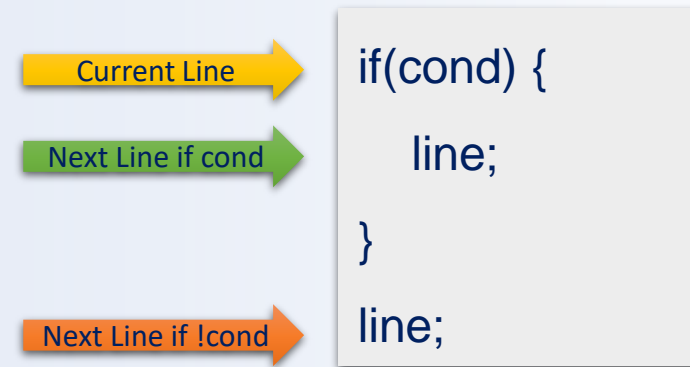 Current Line if(cond) {
Next Line if cond line;
}
Next Line if !cond line;